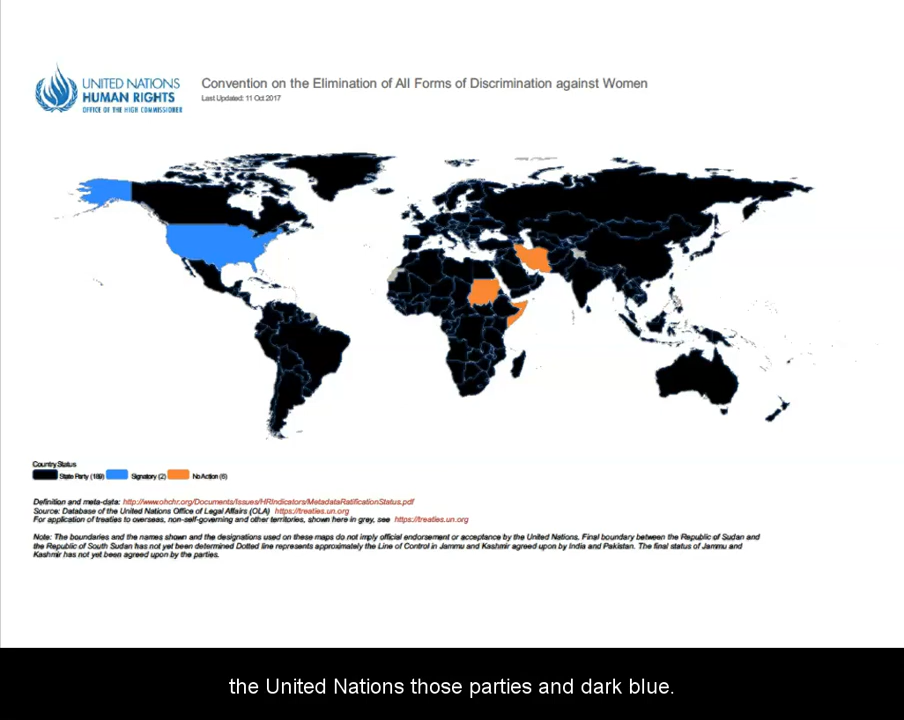 UNITED NATIONS
HUMAN RIGHTS
OFFICE OF THE HIGH COMMISSIONER
Convention on the Elimination of All Forms of Discrimination against Women
Last Updated: 11 Oct 2017
Country Status
State Party (189) Signatory (2) No Action (6)
Definition and meta-data: http://www.ohchr.org/Documents/Issues/HRIndicators/MetadataRatificationStatus.pdf
Source: Database of the United Nations Office of Legal Affairs (OLA) https://treaties.un.org
For application of treaties to overseas, non-self-governing and other territories, shown here in grey, see https://treaties.un.org
Note: The boundaries and the names shown and the designations used on these maps do not imply official endorsement or acceptance by the United Nations. Final boundary between the Republic of Sudan and
the Republic of South Sudan has not yet been determined Dotted line represents approximately the Line of Control in Jammu and Kashmir agreed upon by India and Pakistan. The final status of Jammu and
Kashmir has not yet been agreed upon by the parties.
the United Nations those parties and dark blue.